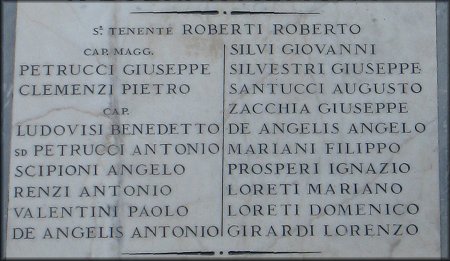 Sᵃ. TENENTE ROBERTI ROBERTO
CAP. MAGG.
PETRUCCI GIUSEPPE
CLEMENZI PIETRO
CAP.
LUDOVISI BENEDETTO
SD PETRUCCI ANTONIO
SCIPIONI ANGELO
RENZI ANTONIO
VALENTINI PAOLO
DE ANGELIS ANTONIO
SILVI GIOVANNI
SILVESTRI GIUSEPPE
SANTUCCI AUGUSTO
ZACCHIA GIUSEPPE
DE ANGELIS ANGELO
MARIANI FILIPPO
PROSPERI IGNAZIO
LORETI MARIANO
LORETI DOMENICO
GIRARDI LORENZO